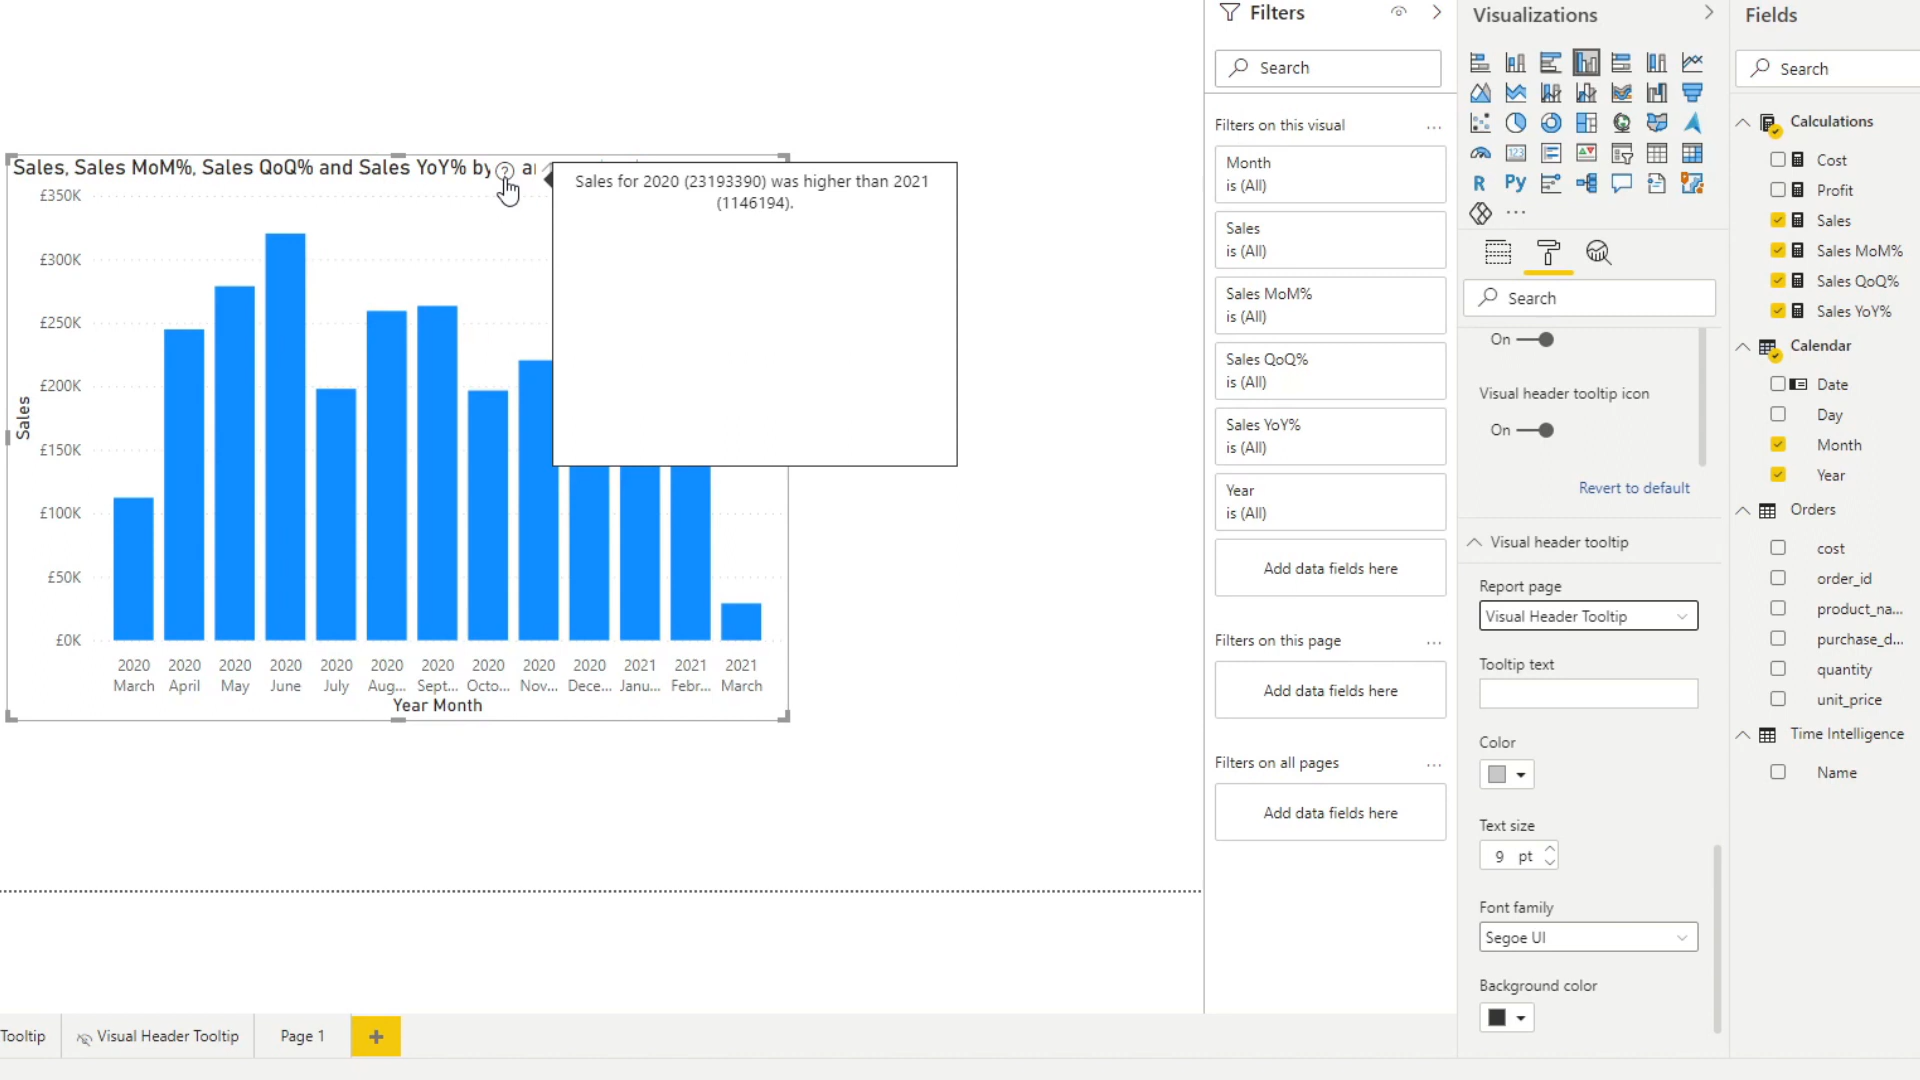 Sales, Sales MoM%, Sales QoQ% and Sales YoY% by
Sales for 2020 (23193390) was higher than 2021
(1146194).
£350K
£300K
£250K
£200K
£150K
£100K
£50K
£0K
Sales
2020 March
2020 April
2020 May
2020 June
2020 July
2020 Aug...
2020 Sept...
2020 Octo...
2020 Nov...
2020 Dece...
2021 Janu...
2021 Febr...
2021 March
Year Month
Tooltip
Visual Header Tooltip
Page 1
+
Filters
Search
Filters on this visual
...
Month
is (All)
Sales
is (All)
Sales MoM%
is (All)
Sales QoQ%
is (All)
Sales YoY%
is (All)
Year
is (All)
Add data fields here
Filters on this page
...
Add data fields here
Filters on all pages
...
Add data fields here
Visualizations
R
Py
...
Search
On
Visual header tooltip icon
On
Revert to default
Visual header tooltip
Report page
Visual Header Tooltip
Tooltip text
Color
Text size
9 pt
Font family
Segoe UI
Background color
Fields
Search
Calculations
Cost
Profit
Sales
Sales MoM%
Sales QoQ%
Sales YoY%
Calendar
Date
Day
Month
Year
Orders
cost
order_id
product_na...
purchase_d...
quantity
unit_price
Time Intelligence
Name